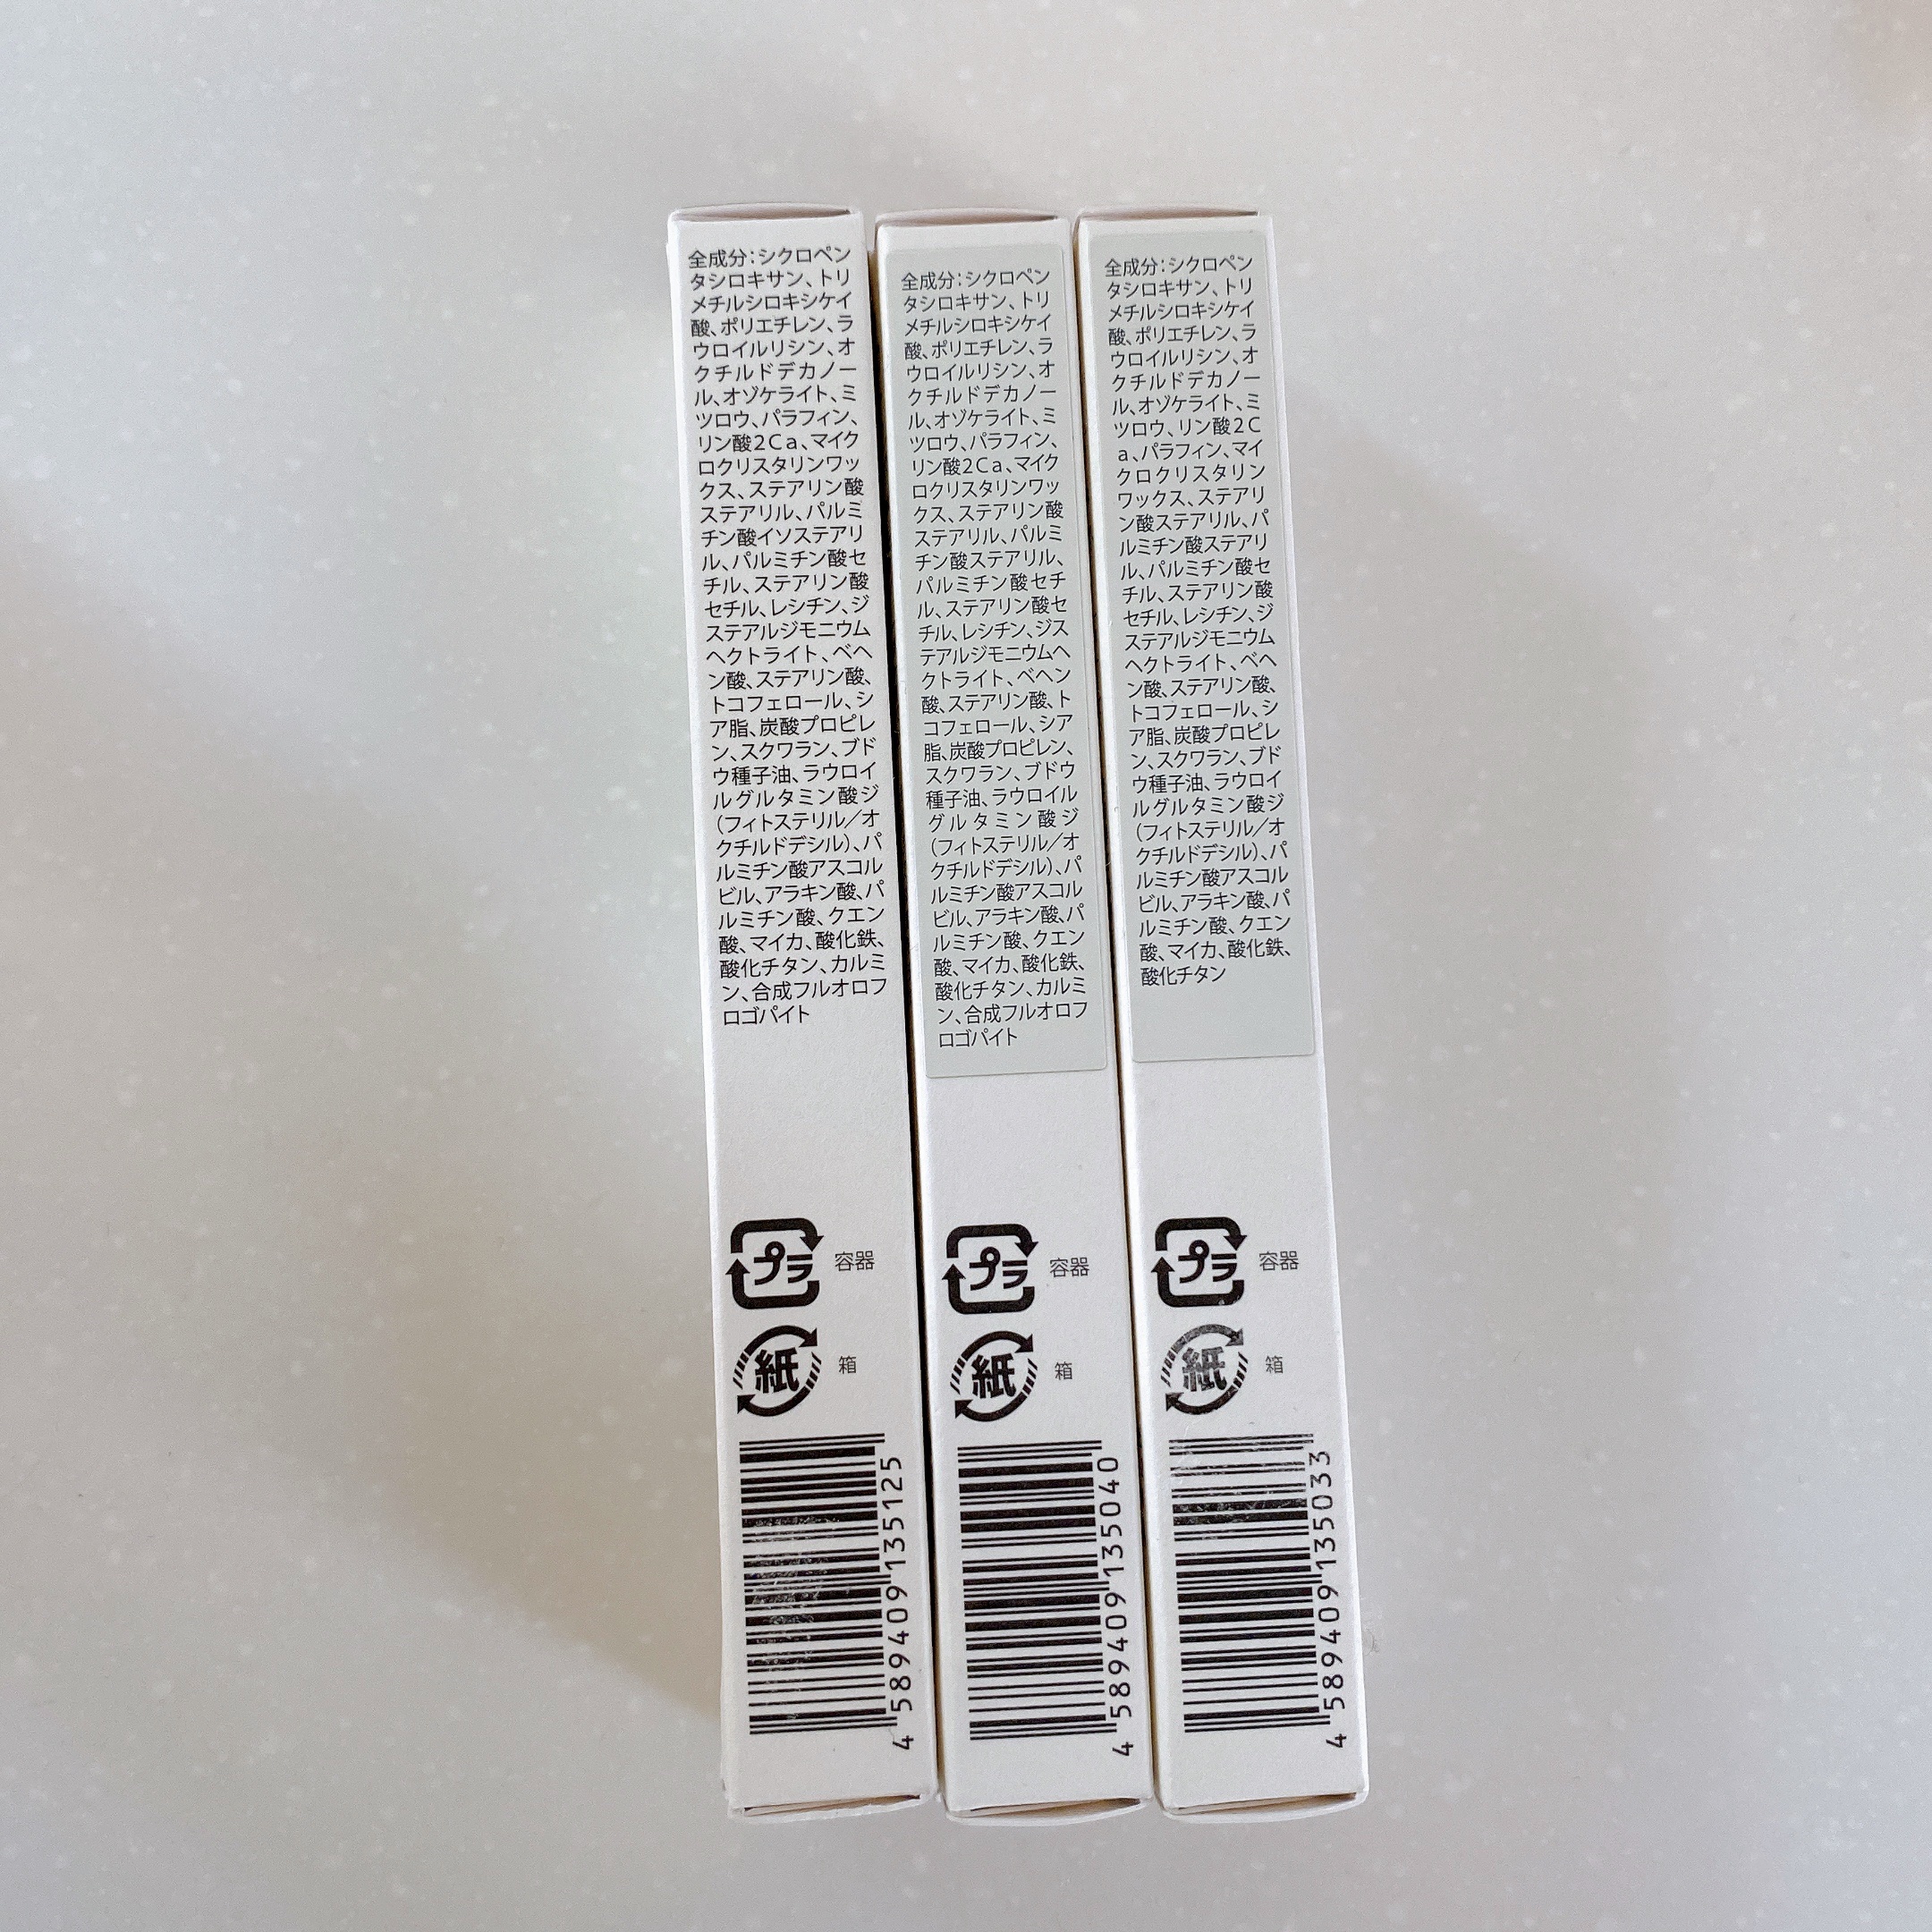 全成分：シクロペン
タシロキサン、トリ
メチルシロキシケイ
酸、ポリエチレン、ラ
ウロイルリシン、オ
クチルドデカノー
ル、オゾケライト、ミ
ツロウ、パラフィン、
リン酸2Ca、マイク
ロクリスタリンワッ
クス、ステアリン酸
ステアリル、パルミ
チン酸イソステアリ
ル、パルミチン酸セ
チル、ステアリン酸
セチル、レシチン、ジ
ステアルジモニウム
ヘクトライト、ベヘ
ン酸、ステアリン酸、
トコフェロール、シ
ア脂、炭酸プロピレ
ン、スクワラン、ブド
ウ種子油、ラウロイ
ルグルタミン酸ジ
（フィトステリル／オ
クチルドデシル）、パ
ルミチン酸アスコル
ビル、アラキン酸、パ
ルミチン酸、クエン
酸、マイカ、酸化鉄、
酸化チタン、カルミ
ン、合成フルオロフ
ロゴパイト
プラ 容器
紙 箱
4 589409 135125
全成分：シクロペン
タシロキサン、トリ
メチルシロキシケイ
酸、ポリエチレン、ラ
ウロイルリシン、オ
クチルドデカノー
ル、オゾケライト、ミ
ツロウ、パラフィン、
リン酸2Ca、マイク
ロクリスタリンワッ
クス、ステアリン酸
ステアリル、パルミ
チン酸ステアリル、
パルミチン酸セチ
ル、ステアリン酸セ
チル、レシチン、ジス
テアルジモニウムヘ
クトライト、ベヘン
酸、ステアリン酸、ト
コフェロール、シア
脂、炭酸プロピレン、
スクワラン、ブドウ
種子油、ラウロイル
グルタミン酸ジ
（フィトステリル／オ
クチルドデシル）、パ
ルミチン酸アスコル
ビル、アラキン酸、パ
ルミチン酸、クエン
酸、マイカ、酸化鉄、
酸化チタン、カルミ
ン、合成フルオロフ
ロゴパイト
プラ 容器
紙 箱
4 589409 135040
全成分：シクロペン
タシロキサン、トリ
メチルシロキシケイ
酸、ポリエチレン、ラ
ウロイルリシン、オ
クチルドデカノー
ル、オゾケライト、ミ
ツロウ、リン酸2C
a、パラフィン、マイ
クロクリスタリン
ワックス、ステアリ
ン酸ステアリル、パ
ルミチン酸ステアリ
ル、パルミチン酸セ
チル、ステアリン酸
セチル、レシチン、ジ
ステアルジモニウム
ヘクトライト、ベヘ
ン酸、ステアリン酸、
トコフェロール、シ
ア脂、炭酸プロピレ
ン、スクワラン、ブド
ウ種子油、ラウロイ
ルグルタミン酸ジ
（フィトステリル／オ
クチルドデシル）、パ
ルミチン酸アスコル
ビル、アラキン酸、パ
ルミチン酸、クエン
酸、マイカ、酸化鉄、
酸化チタン
プラ 容器
紙 箱
4 589409 135033